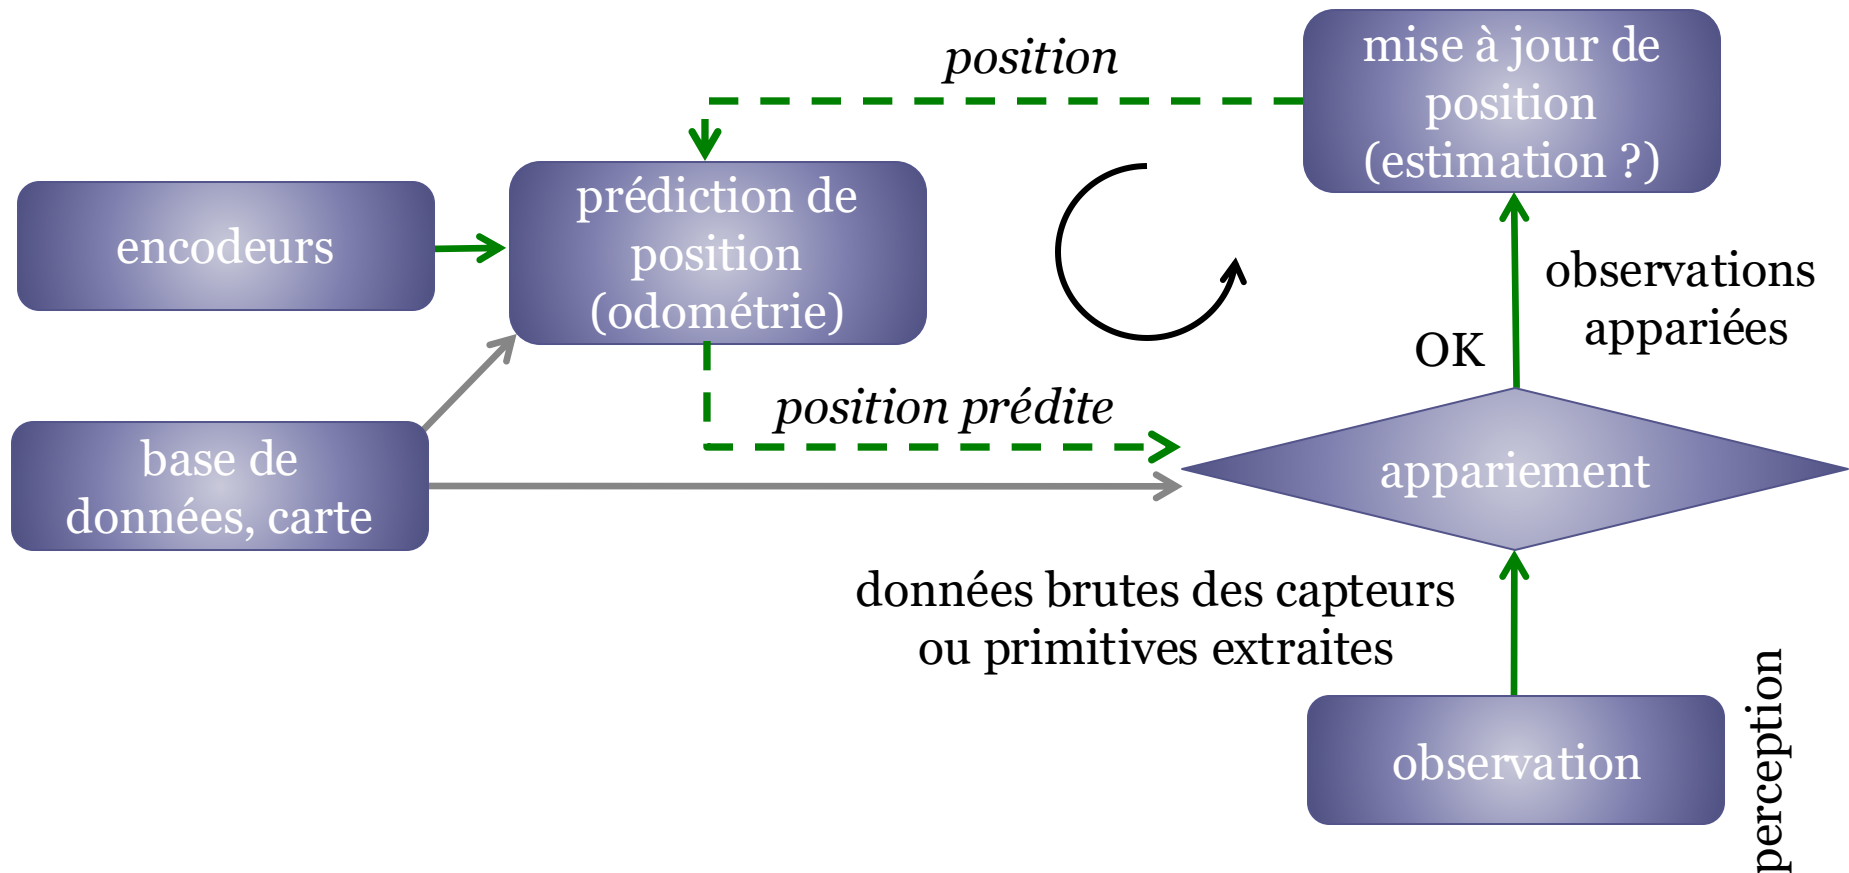 position
mise à jour de
position
(estimation ?)
encodeurs
prédiction de
position
(odométrie)
observations
appariées
OK
position prédite
base de
données, carte
appariement
données brutes des capteurs
ou primitives extraites
observation
perception